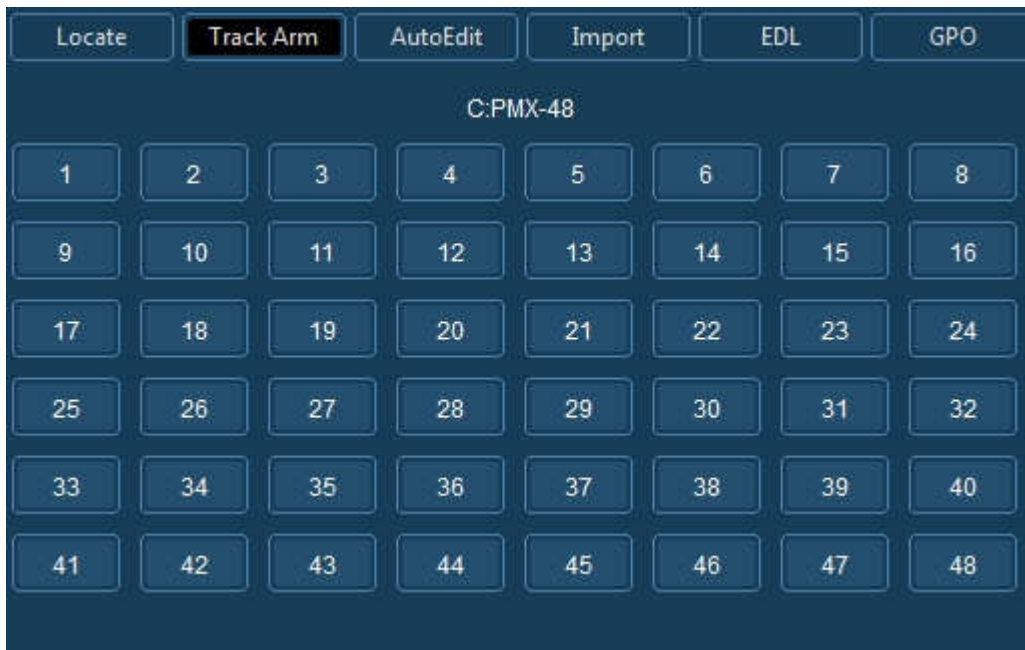 Locate Track Arm AutoEdit Import EDL GPO
C:PMX-48
1 2 3 4 5 6 7 8
9 10 11 12 13 14 15 16
17 18 19 20 21 22 23 24
25 26 27 28 29 30 31 32
33 34 35 36 37 38 39 40
41 42 43 44 45 46 47 48